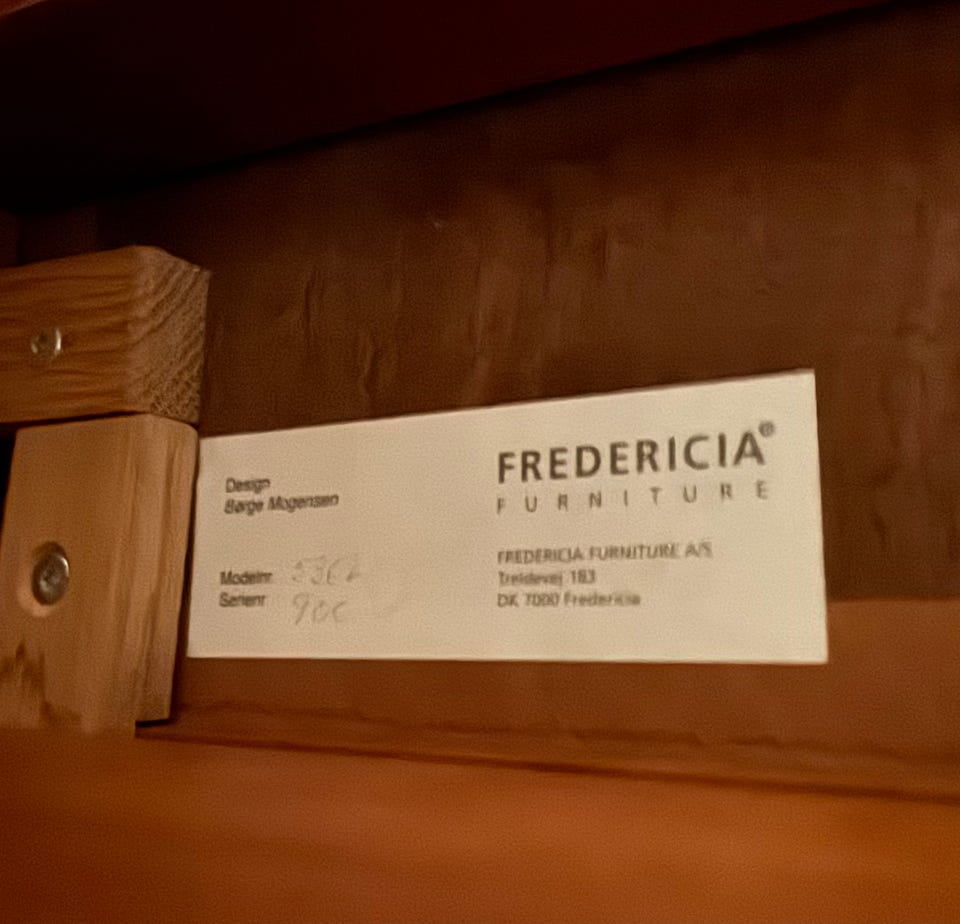 Design
Børge Mogensen
Modelnr.
Serienr.
FREDERICIA®
FURNITURE
FREDERICIA FURNITURE A/S
Treldevej 183
DK 7000 Fredericia